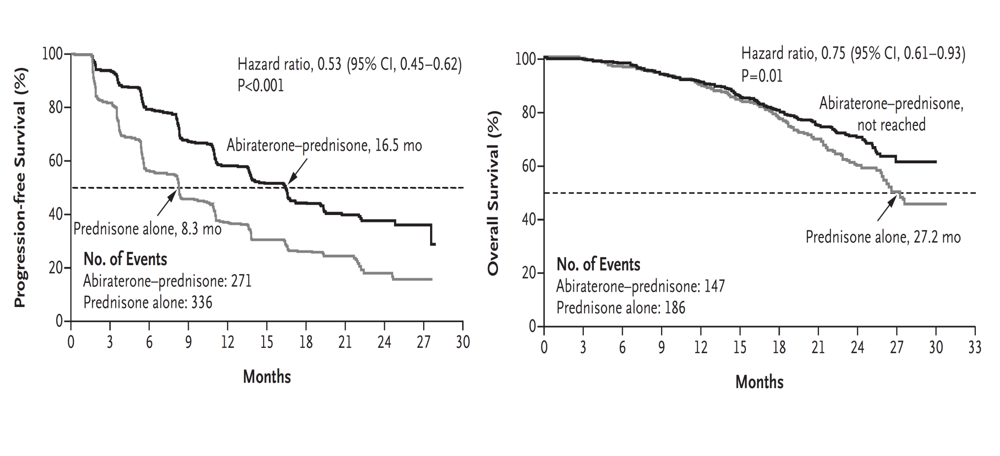 Progression-free Survival (%)
100
80
60
40
20
0
Hazard ratio, 0.53 (95% CI, 0.45–0.62)
P<0.001
Abiraterone–prednisone, 16.5 mo
Prednisone alone, 8.3 mo
No. of Events
Abiraterone–prednisone: 271
Prednisone alone: 336
0 3 6 9 12 15 18 21 24 27 30
Months
Overall Survival (%)
100
80
60
40
20
0
Hazard ratio, 0.75 (95% CI, 0.61–0.93)
P=0.01
Abiraterone–prednisone,
not reached
Prednisone alone, 27.2 mo
No. of Events
Abiraterone–prednisone: 147
Prednisone alone: 186
0 3 6 9 12 15 18 21 24 27 30 33
Months